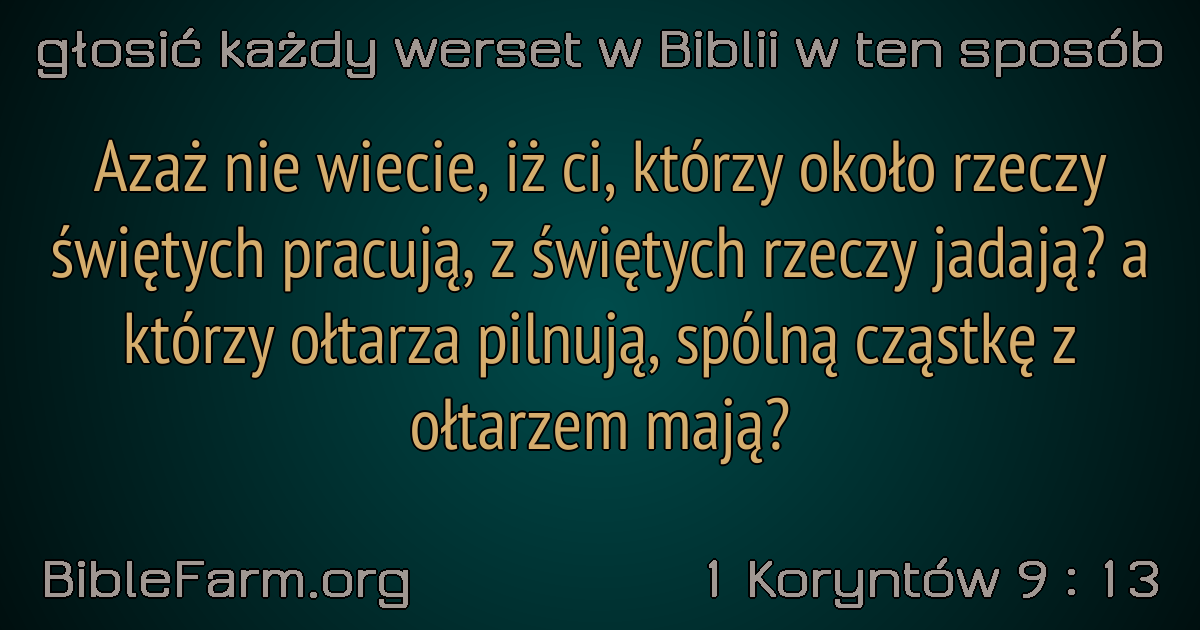 głosić każdy werset w Biblii w ten sposób
Azaż nie wiecie, iż ci, którzy około rzeczy
świętych pracują, z świętych rzeczy jadają? a
którzy ołtarza pilnują, spólną cząstkę z
ołtarzem mają?
BibleFarm.org
1 Koryntów 9 : 13